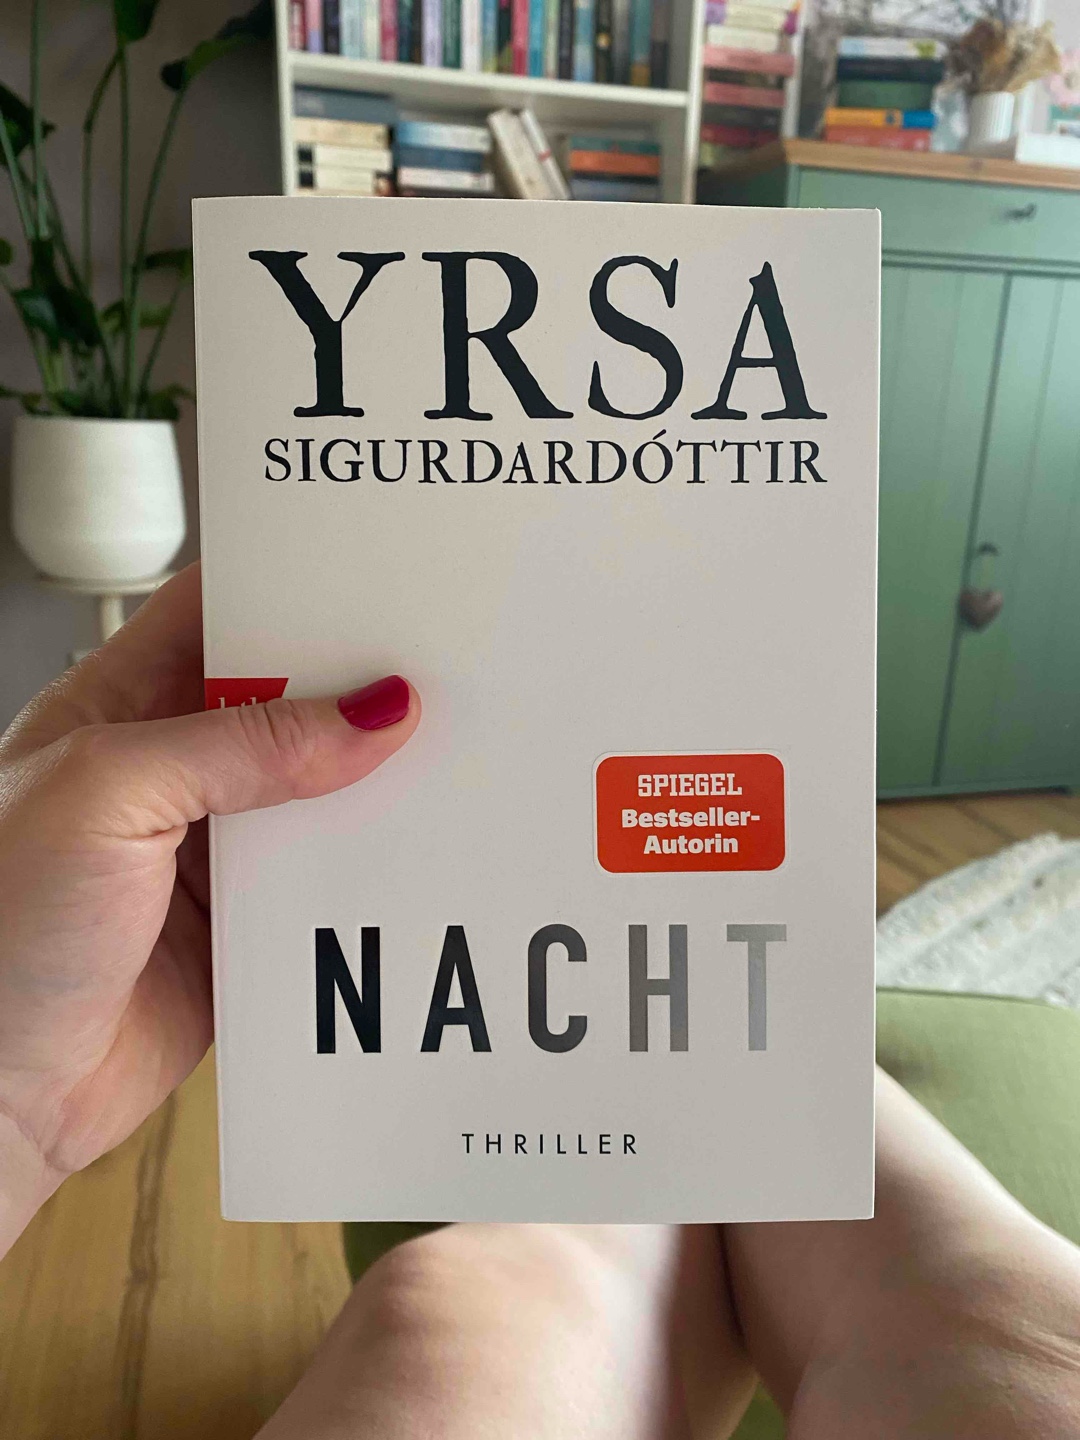 YRSA
SIGURDARDÓTTIR
SPIEGEL
Bestseller-
Autorin
NACHT
THRILLER